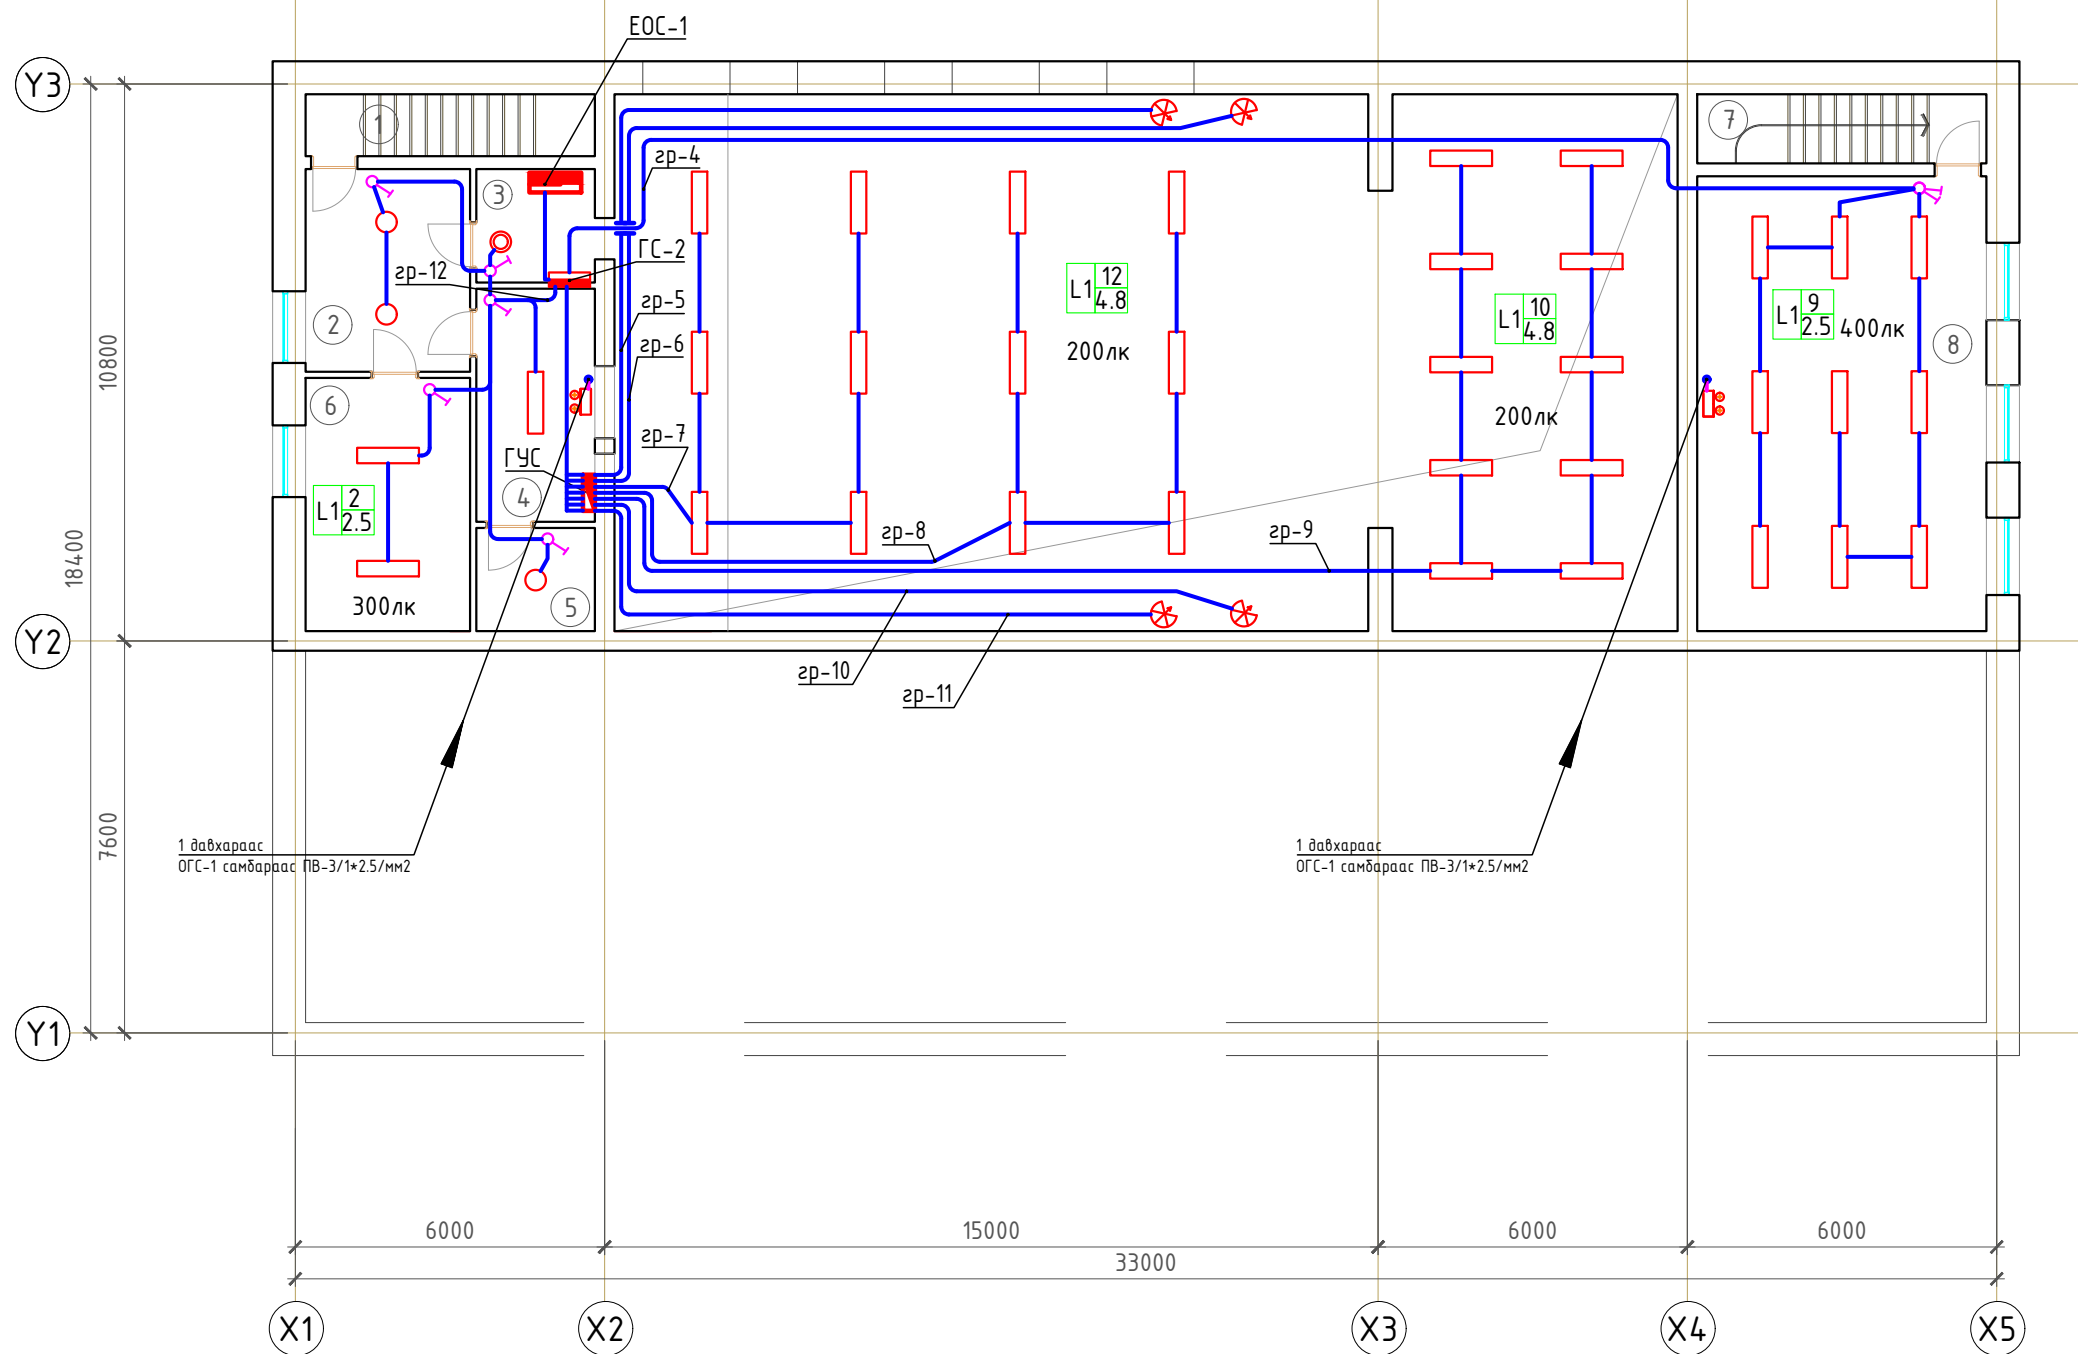 ЕОС-1
Y3
1
7
гр-4
3
ГС-2
гр-12
гр-5
гр-6
2
L1 12 4.8
200лк
L1 10 4.8
200лк
L1 9 2.5
400лк
8
10800
6
гр-7
ГУС
4
L1 2 2.5
300лк
5
гр-8
гр-9
18400
Y2
гр-10
гр-11
7600
1 давхараас
ОГС-1 самбараас ПВ-3/1*2.5/мм2
1 давхараас
ОГС-1 самбараас ПВ-3/1*2.5/мм2
Y1
6000
15000
6000
6000
33000
X1
X2
X3
X4
X5